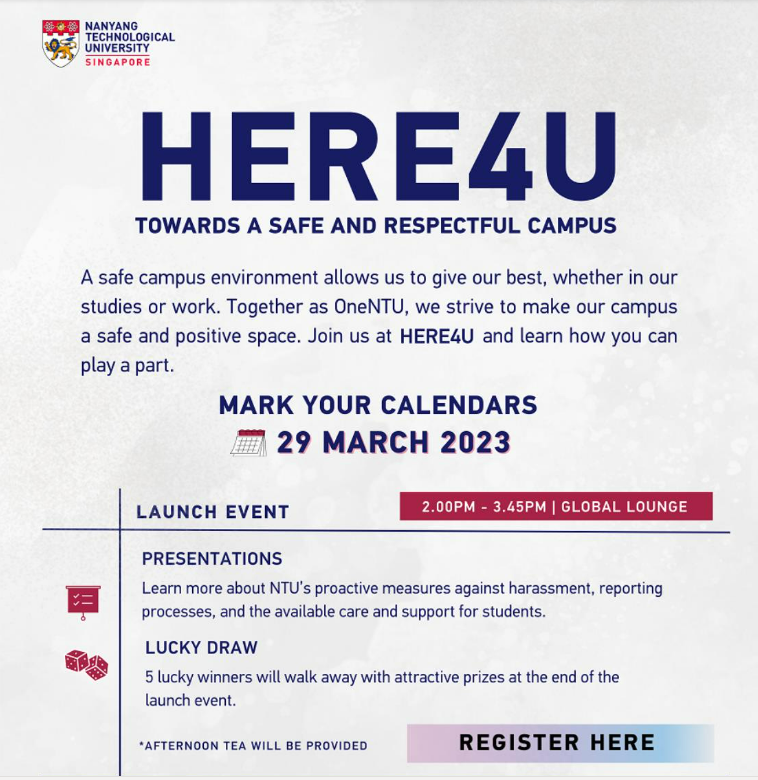 NANYANG
TECHNOLOGICAL
UNIVERSITY
SINGAPORE
HERE4U
TOWARDS A SAFE AND RESPECTFUL CAMPUS
A safe campus environment allows us to give our best, whether in our
studies or work. Together as OneNTU, we strive to make our campus
a safe and positive space. Join us at HERE4U and learn how you can
play a part.
MARK YOUR CALENDARS
29 MARCH 2023
LAUNCH EVENT
2.00PM - 3.45PM | GLOBAL LOUNGE
PRESENTATIONS
Learn more about NTU's proactive measures against harassment, reporting
processes, and the available care and support for students.
LUCKY DRAW
5 lucky winners will walk away with attractive prizes at the end of the
launch event.
*AFTERNOON TEA WILL BE PROVIDED
REGISTER HERE